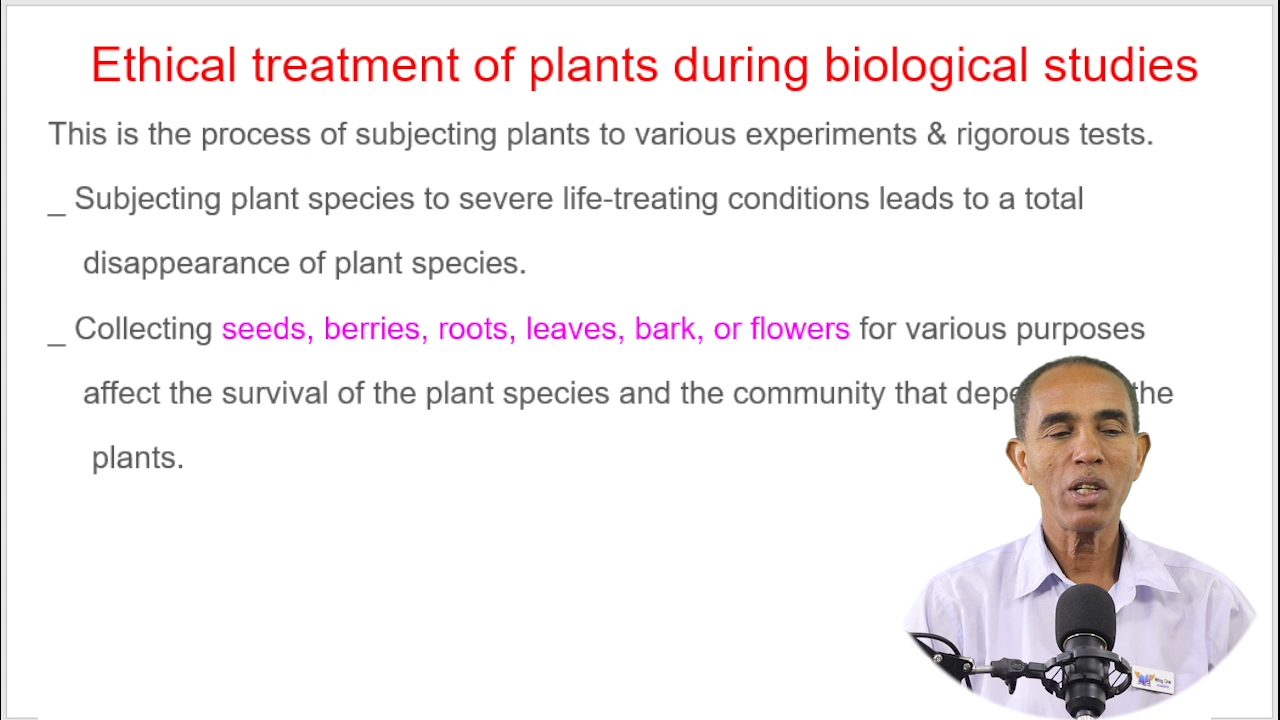 Ethical treatment of plants during biological studies
This is the process of subjecting plants to various experiments & rigorous tests.
_ Subjecting plant species to severe life-treating conditions leads to a total
disappearance of plant species.
_ Collecting seeds, berries, roots, leaves, bark, or flowers for various purposes
affect the survival of the plant species and the community that the
plants.